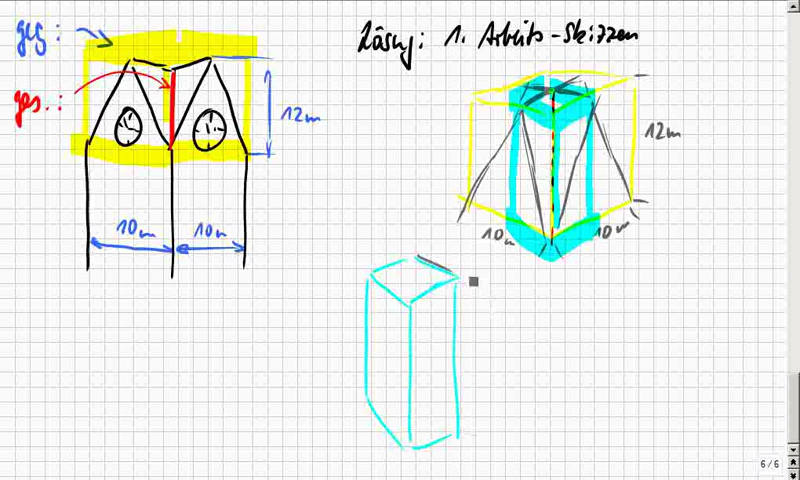 geg:
ges.:
12m
10m 10m
Lösung: 1. Arbeits-Skizzen
12m
10m 10m
6/6